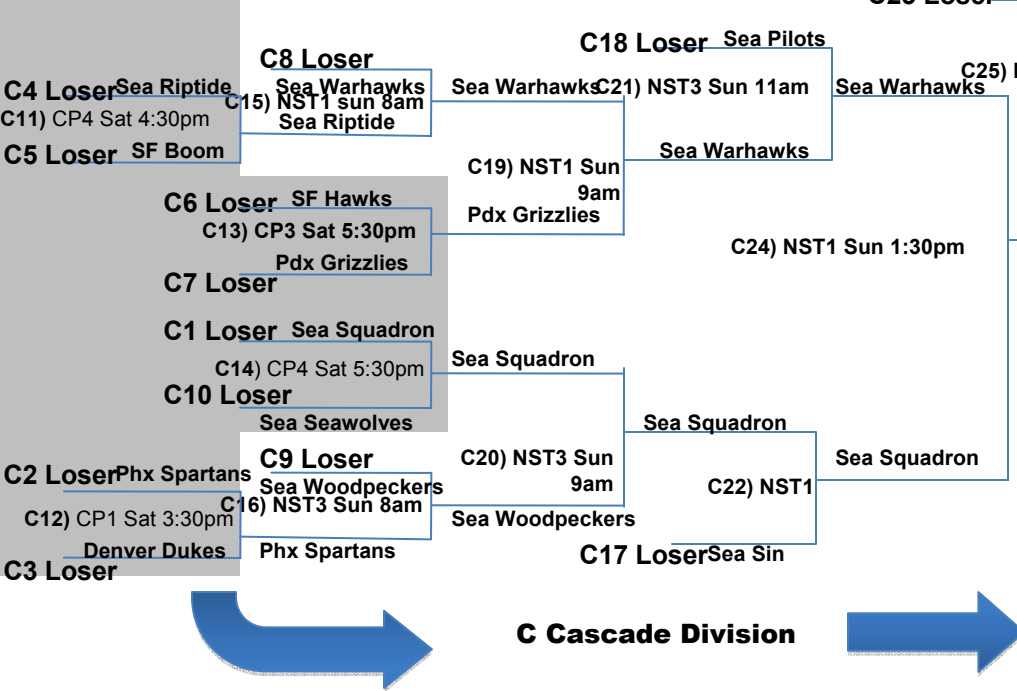 C18 Loser Sea Pilots
C8 Loser
C25)
C4 Loser Sea Riptide
Sea Warhawks
Sea Warhawks
C21) NST3 Sun 11am
Sea Warhawks
C15) NST1 sun 8am
C11) CP4 Sat 4:30pm
Sea Riptide
C5 Loser SF Boom
Sea Warhawks
C19) NST1 Sun
9am
C6 Loser SF Hawks
Pdx Grizzlies
C13) CP3 Sat 5:30pm
C24) NST1 Sun 1:30pm
Pdx Grizzlies
C7 Loser
C1 Loser Sea Squadron
Sea Squadron
C14) CP4 Sat 5:30pm
C10 Loser
Sea Seawolves
Sea Squadron
C9 Loser
C20) NST3 Sun
9am
Sea Squadron
C2 Loser Phx Spartans
Sea Woodpeckers
C22) NST1
C16) NST3 Sun 8am
C12) CP1 Sat 3:30pm
Sea Woodpeckers
Denver Dukes
Phx Spartans
C17 Loser Sea Sin
C3 Loser
C Cascade Division